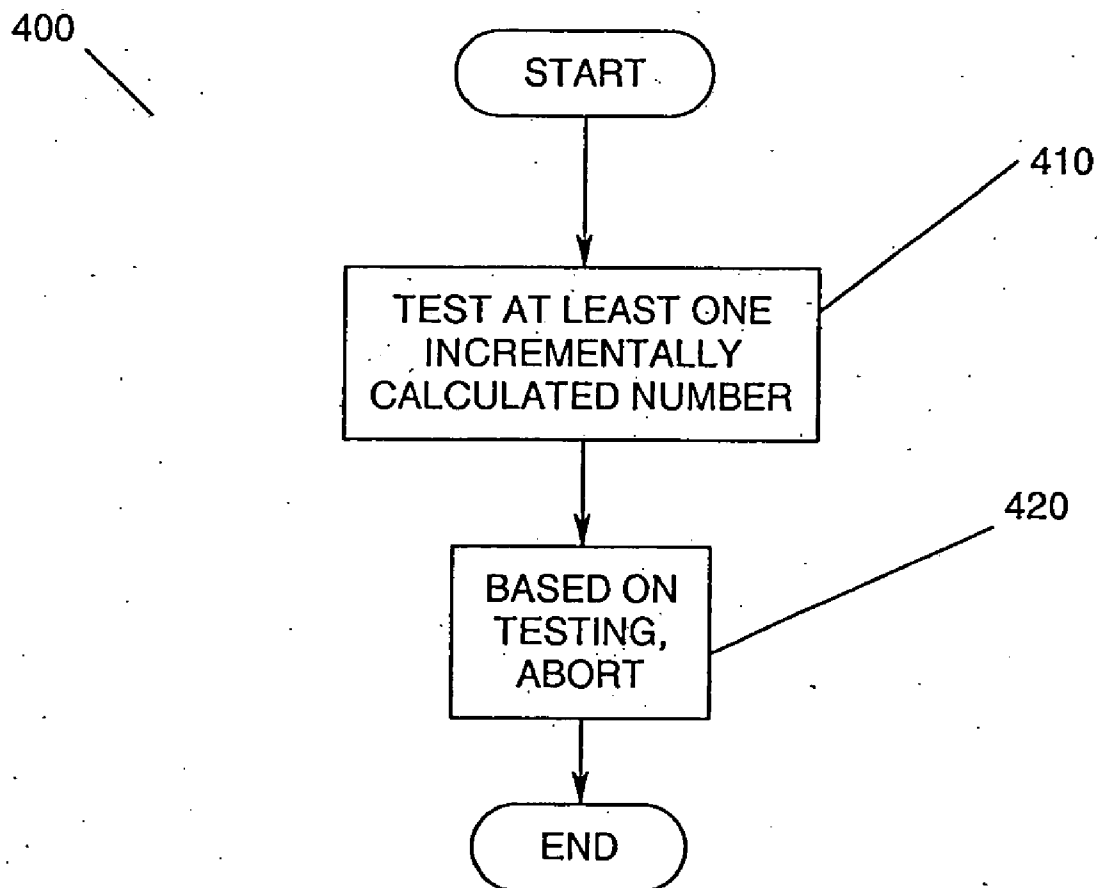 400
START
410
TEST AT LEAST ONE
INCREMENTALLY
CALCULATED NUMBER
420
BASED ON
TESTING,
ABORT
END